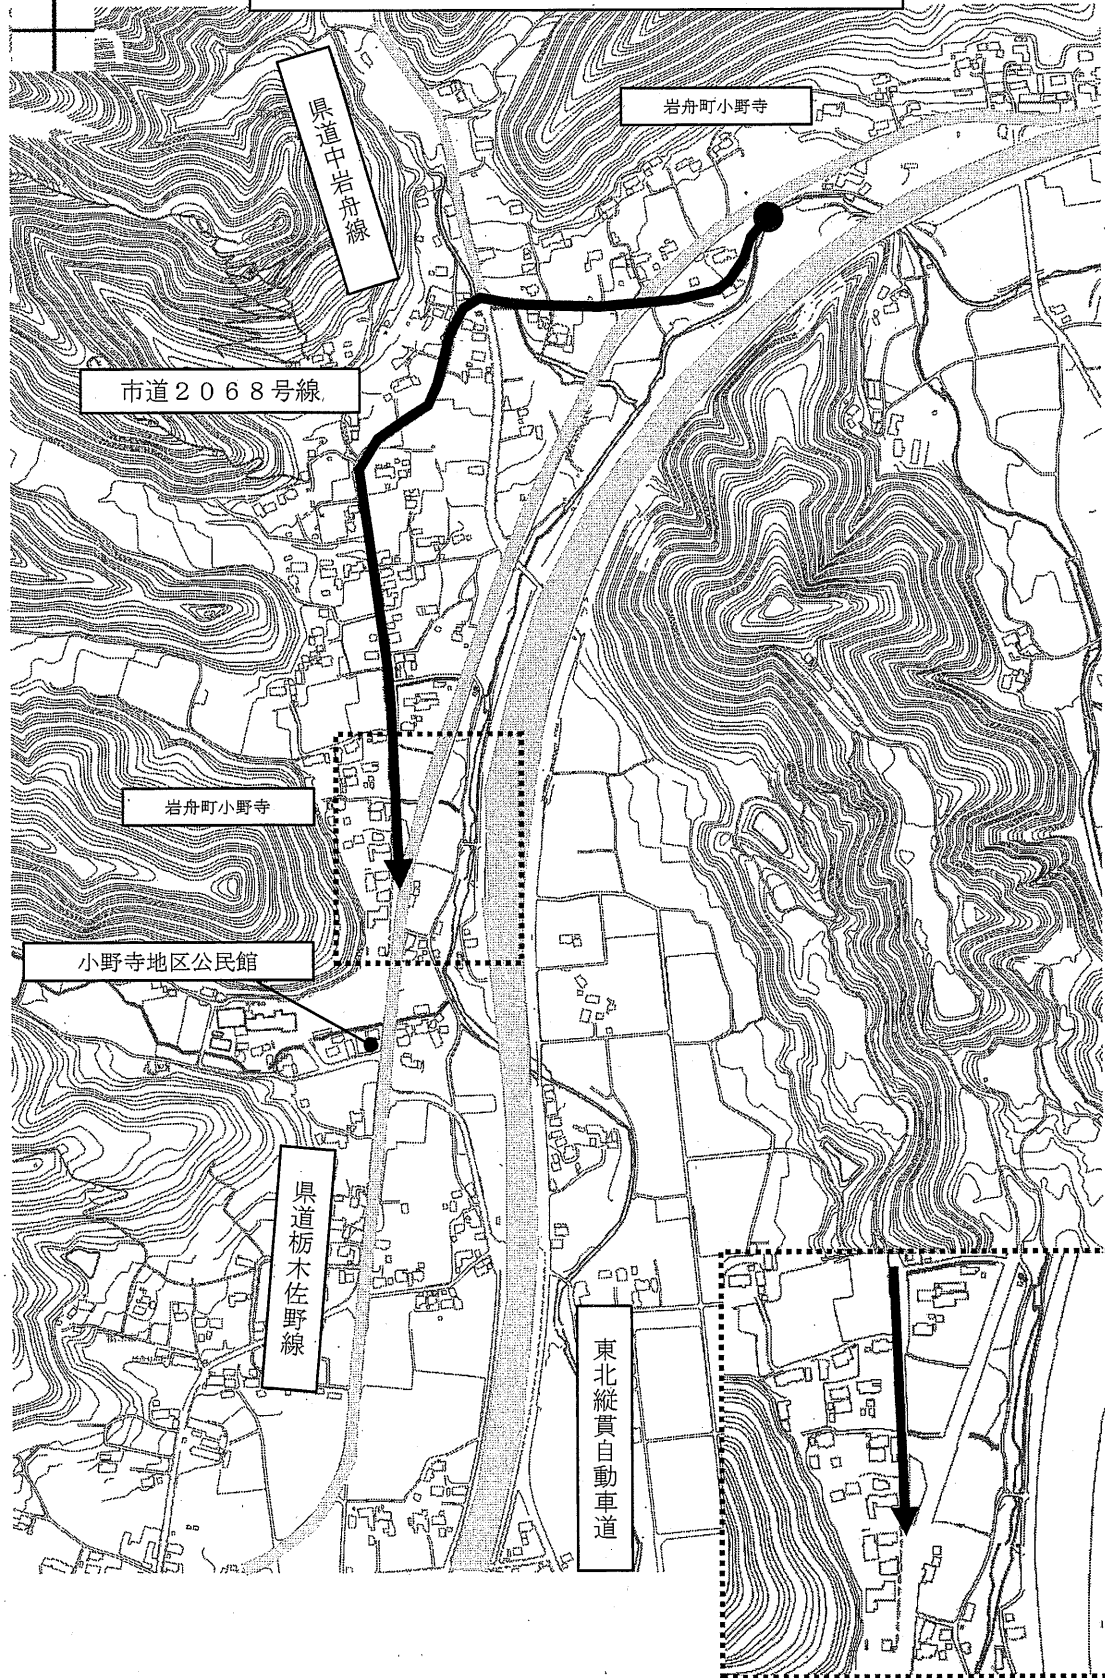 県道中岩舟線
岩舟町小野寺
市道2068号線
岩舟町小野寺
小野寺地区公民館
県道栃木佐野線
東北縦貫自動車道